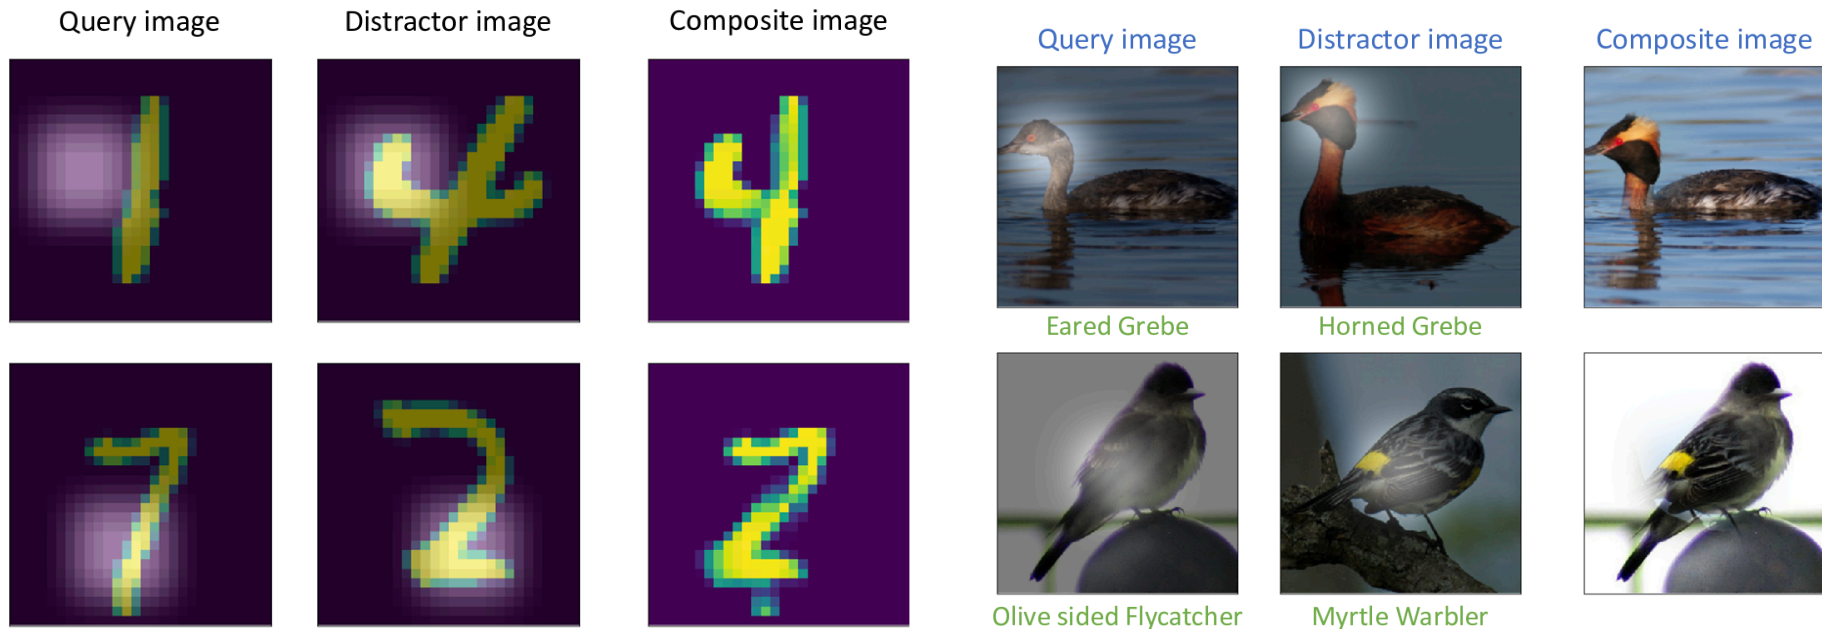 Query image
Distractor image
Composite image
Query image
Distractor image
Composite image
Eared Grebe
Horned Grebe
Olive sided Flycatcher
Myrtle Warbler